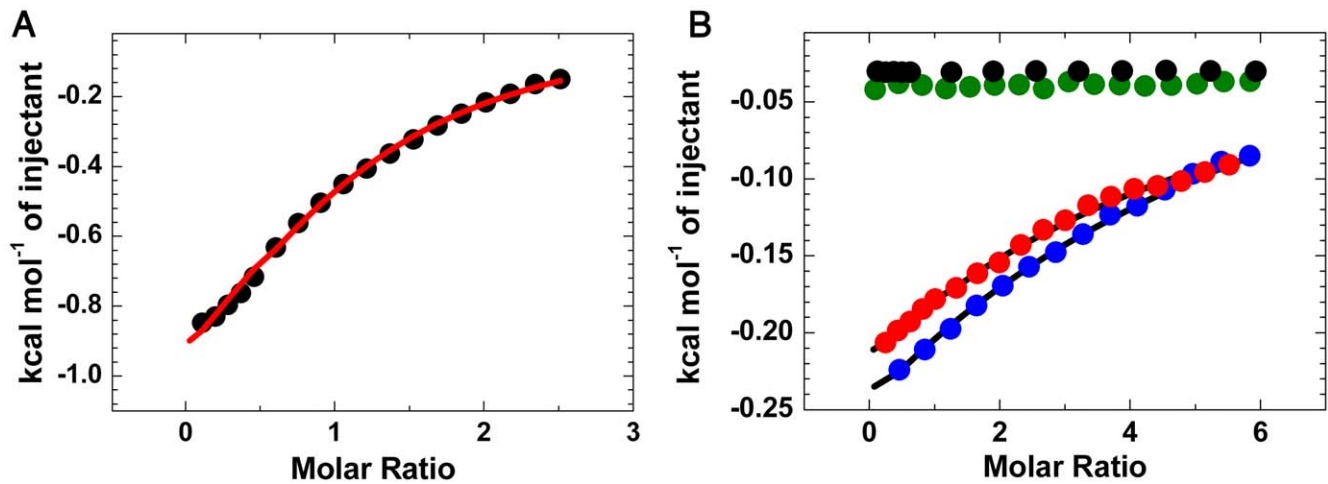 A
kcal mol-1 of injectant
-0.2
-0.4
-0.6
-0.8
-1.0
0 1 2 3
Molar Ratio
B
kcal mol-1 of injectant
-0.05
-0.10
-0.15
-0.20
-0.25
0 2 4 6
Molar Ratio